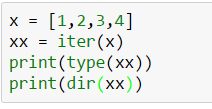 x = [1,2,3,4]
xx = iter(x)
print(type(xx))
print(dir(xx))